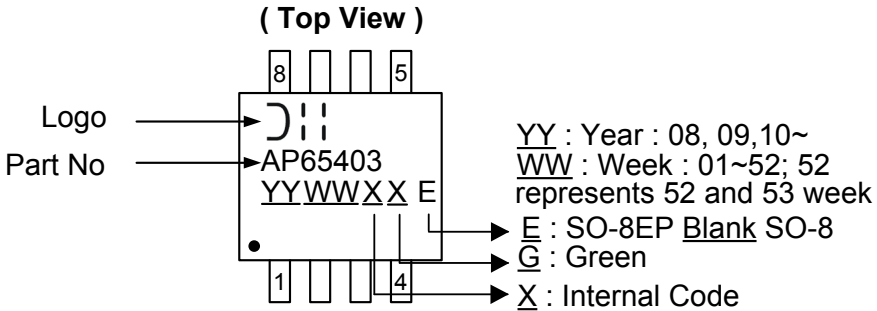 ( Top View )
8 5
Logo
Part No
AP65403
YYWWXX E
1 4
YY : Year : 08, 09,10~
WW : Week : 01~52; 52
represents 52 and 53 week
E : SO-8EP Blank SO-8
G : Green
X : Internal Code